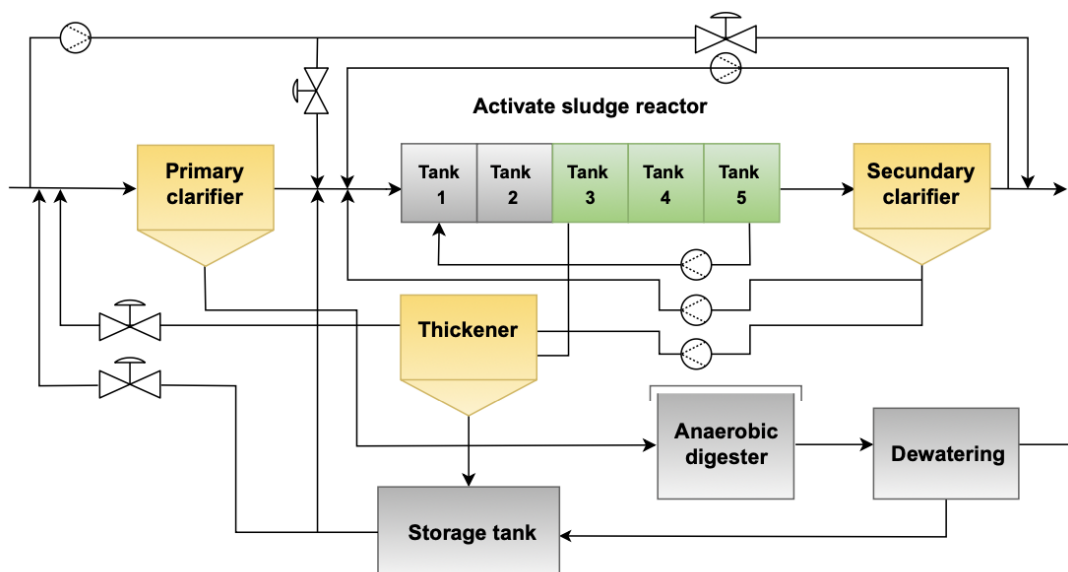 Activate sludge reactor
Primary
clarifier
Tank
1
Tank
2
Tank
3
Tank
4
Tank
5
Secundary
clarifier
Thickener
Anaerobic
digester
Dewatering
Storage tank